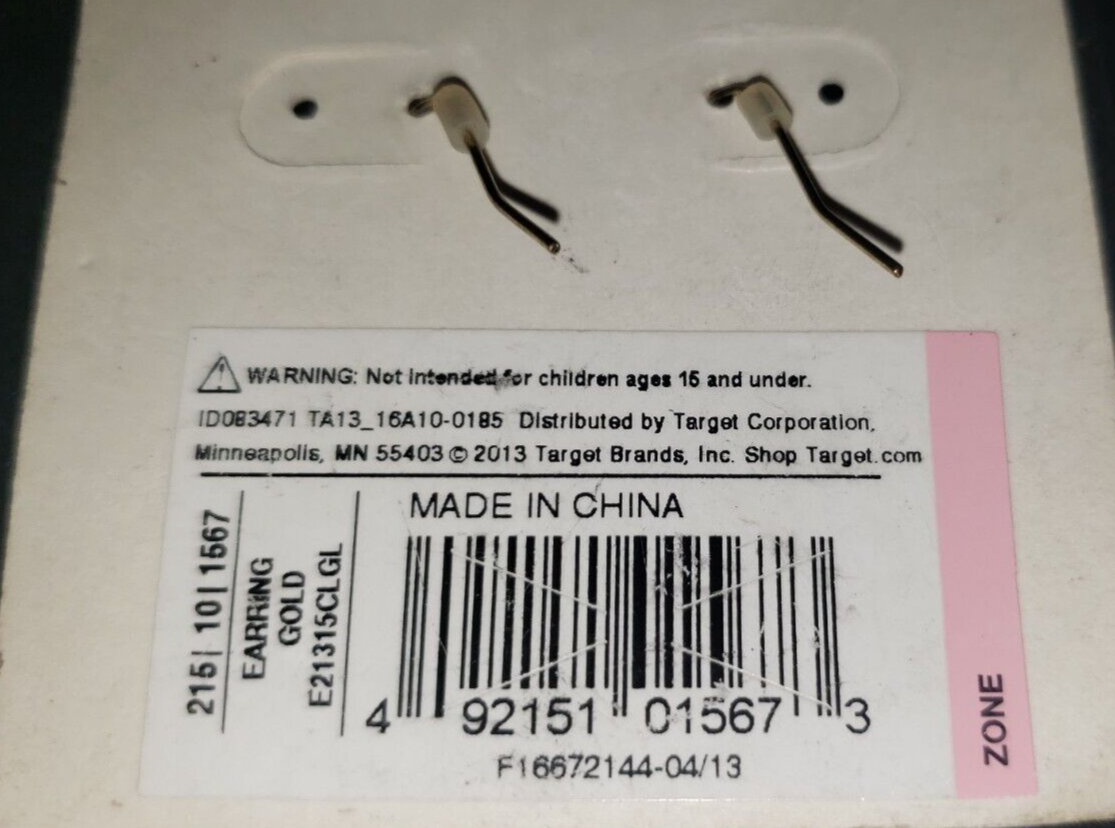 WARNING: Not intended for children ages 15 and under.
ID083471 TA13_16A10-0185 Distributed by Target Corporation,
Minneapolis, MN 55403 © 2013 Target Brands, Inc. Shop Target.com
MADE IN CHINA
215| 10| 1567
EARRING
GOLD
E21315CLGL
4 92151 01567 3
F16672144-04/13
ZONE